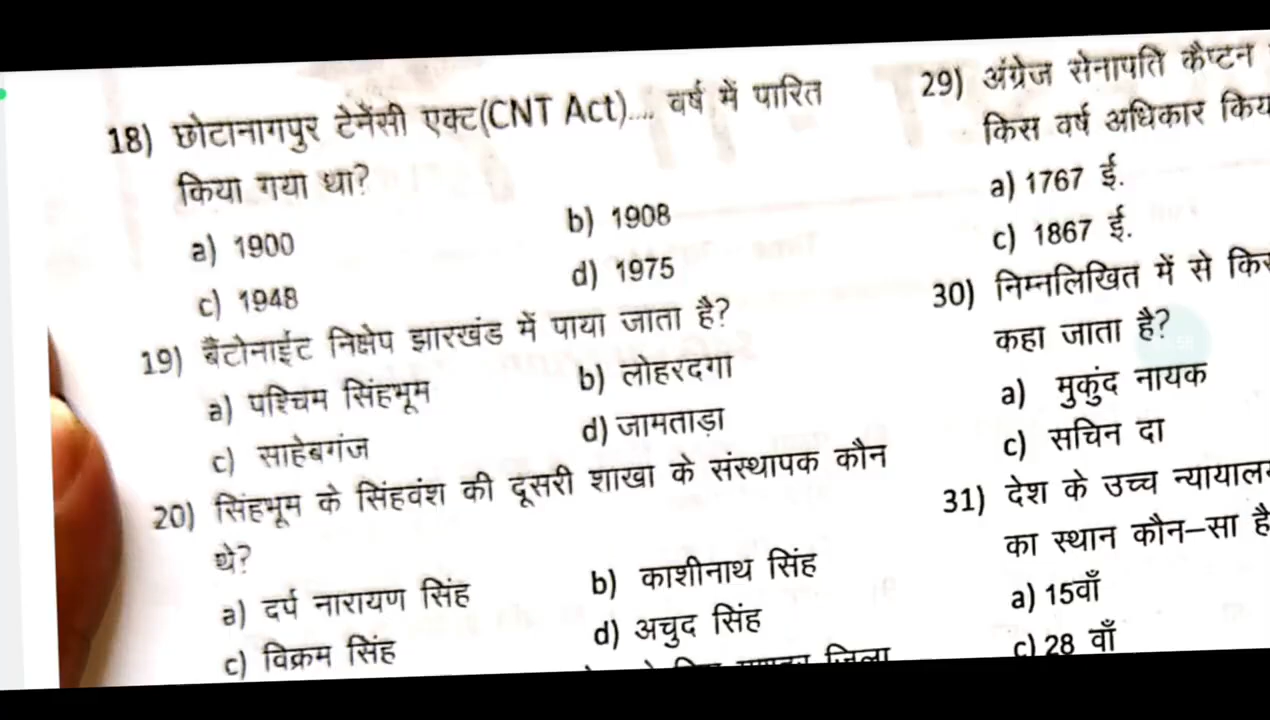 18) छोटानागपुर टेनेंसी एक्ट(CNT Act).... वर्ष में पारित
किया गया था?
a) 1900
b) 1908
c) 1948
d) 1975
19) बैंटोनाईट निक्षेप झारखंड में पाया जाता है?
a) पश्चिम सिंहभूम
b) लोहरदगा
c) साहेबगंज
d) जामताड़ा
20) सिंहभूम के सिंहवंश की दूसरी शाखा के संस्थापक कौन
थे?
a) दर्प नारायण सिंह
b) काशीनाथ सिंह
c) विक्रम सिंह
d) अचुद सिंह
जिला
29) अंग्रेज सेनापति कैप्टन
किस वर्ष अधिकार
a) 1767 ई.
c) 1867 ई.
30) निम्नलिखित में से
कहा जाता है?
a) मुकुंद नायक
c) सचिन दा
31) देश के उच्च
का स्थान कौन–सा है
a) 15वाँ
c) 28 वाँ